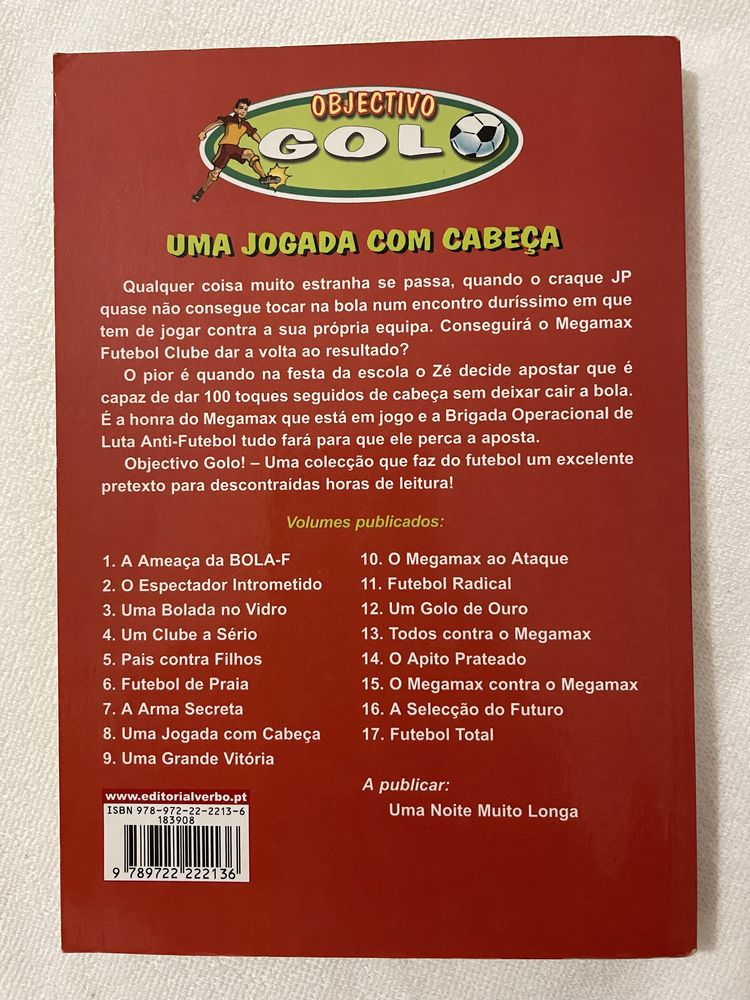 OBJECTIVO
GOLO
UMA JOGADA COM CABEÇA
Qualquer coisa muito estranha se passa, quando o craque JP
quase não consegue tocar na bola num encontro duríssimo em que
tem de jogar contra a sua própria equipa. Conseguirá o Megamax
Futebol Clube dar a volta ao resultado?
O pior é quando na festa da escola o Zé decide apostar que é
capaz de dar 100 toques seguidos de cabeça sem deixar cair a bola.
É a honra do Megamax que está em jogo e a Brigada Operacional de
Luta Anti-Futebol tudo fará para que ele perca a aposta.
Objectivo Golo! – Uma colecção que faz do futebol um excelente
pretexto para descontraídas horas de leitura!
Volumes publicados:
1. A Ameaça da BOLA-F
2. O Espectador Intrometido
3. Uma Bolada no Vidro
4. Um Clube a Sério
5. Pais contra Filhos
6. Futebol de Praia
7. A Arma Secreta
8. Uma Jogada com Cabeça
9. Uma Grande Vitória
10. O Megamax ao Ataque
11. Futebol Radical
12. Um Golo de Ouro
13. Todos contra o Megamax
14. O Apito Prateado
15. O Megamax contra o Megamax
16. A Selecção do Futuro
17. Futebol Total
A publicar:
Uma Noite Muito Longa
www.editorialverbo.pt
ISBN 978-972-22-2213-6
183908
9 789722 222136